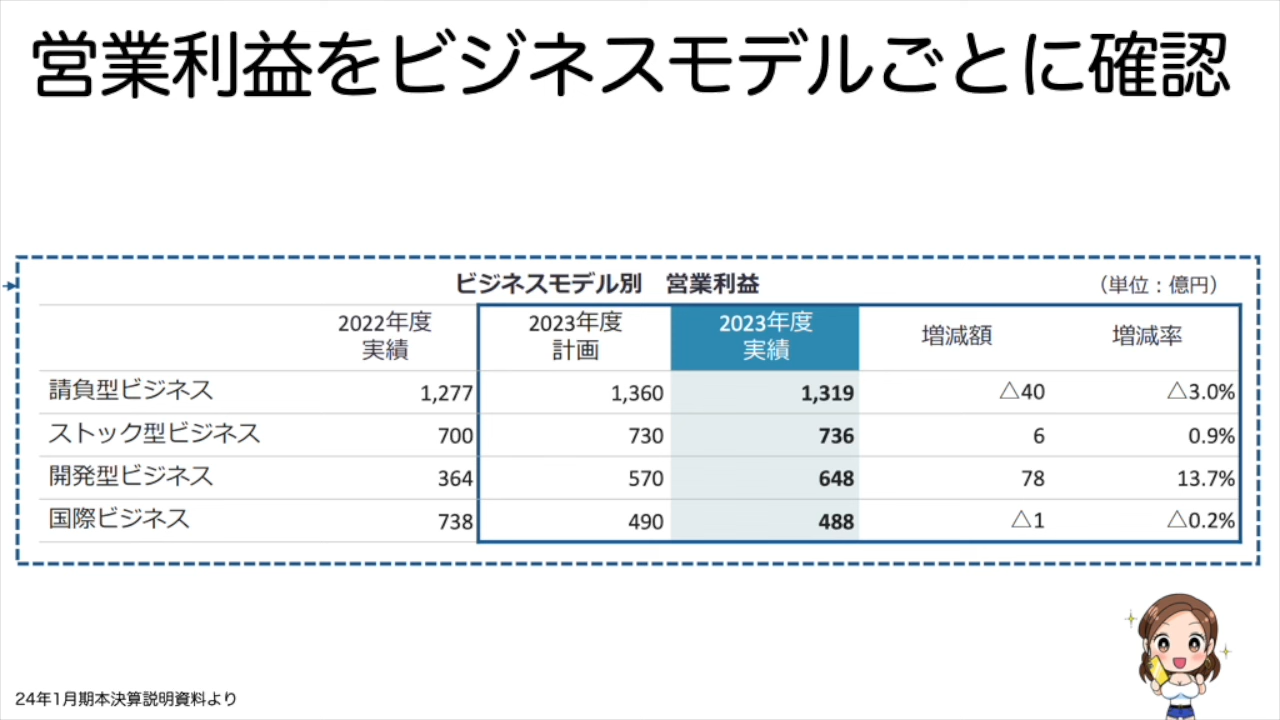 営業利益をビジネスモデルごとに確認
ビジネスモデル別 営業利益 （単位：億円）
2022年度 実績 2023年度 計画 2023年度 実績 増減額 増減率
請負型ビジネス 1,277 1,360 1,319 △40 △3.0%
ストック型ビジネス 700 730 736 6 0.9%
開発型ビジネス 364 570 648 78 13.7%
国際ビジネス 738 490 488 △1 △0.2%
24年1月期本決算説明資料より